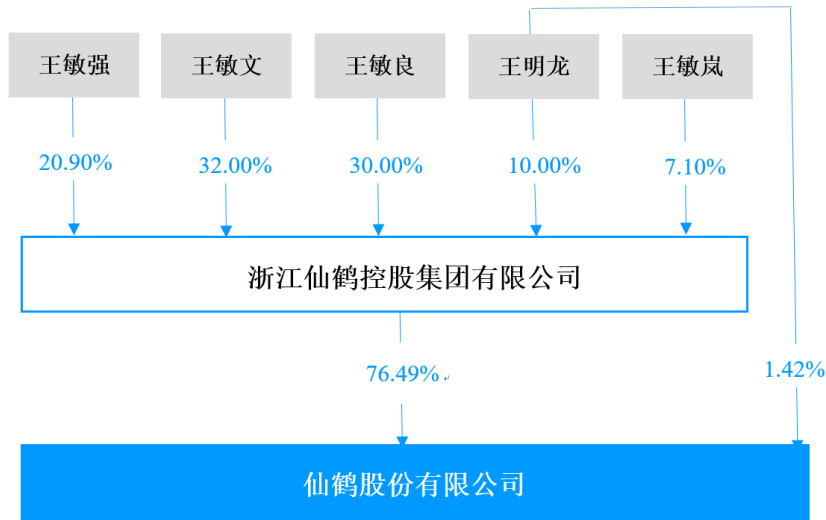 王敏强 王敏文 王敏良 王明龙 王敏岚
20.90% 32.00% 30.00% 10.00% 7.10%
浙江仙鹤控股集团有限公司
76.49% 1.42%
仙鹤股份有限公司